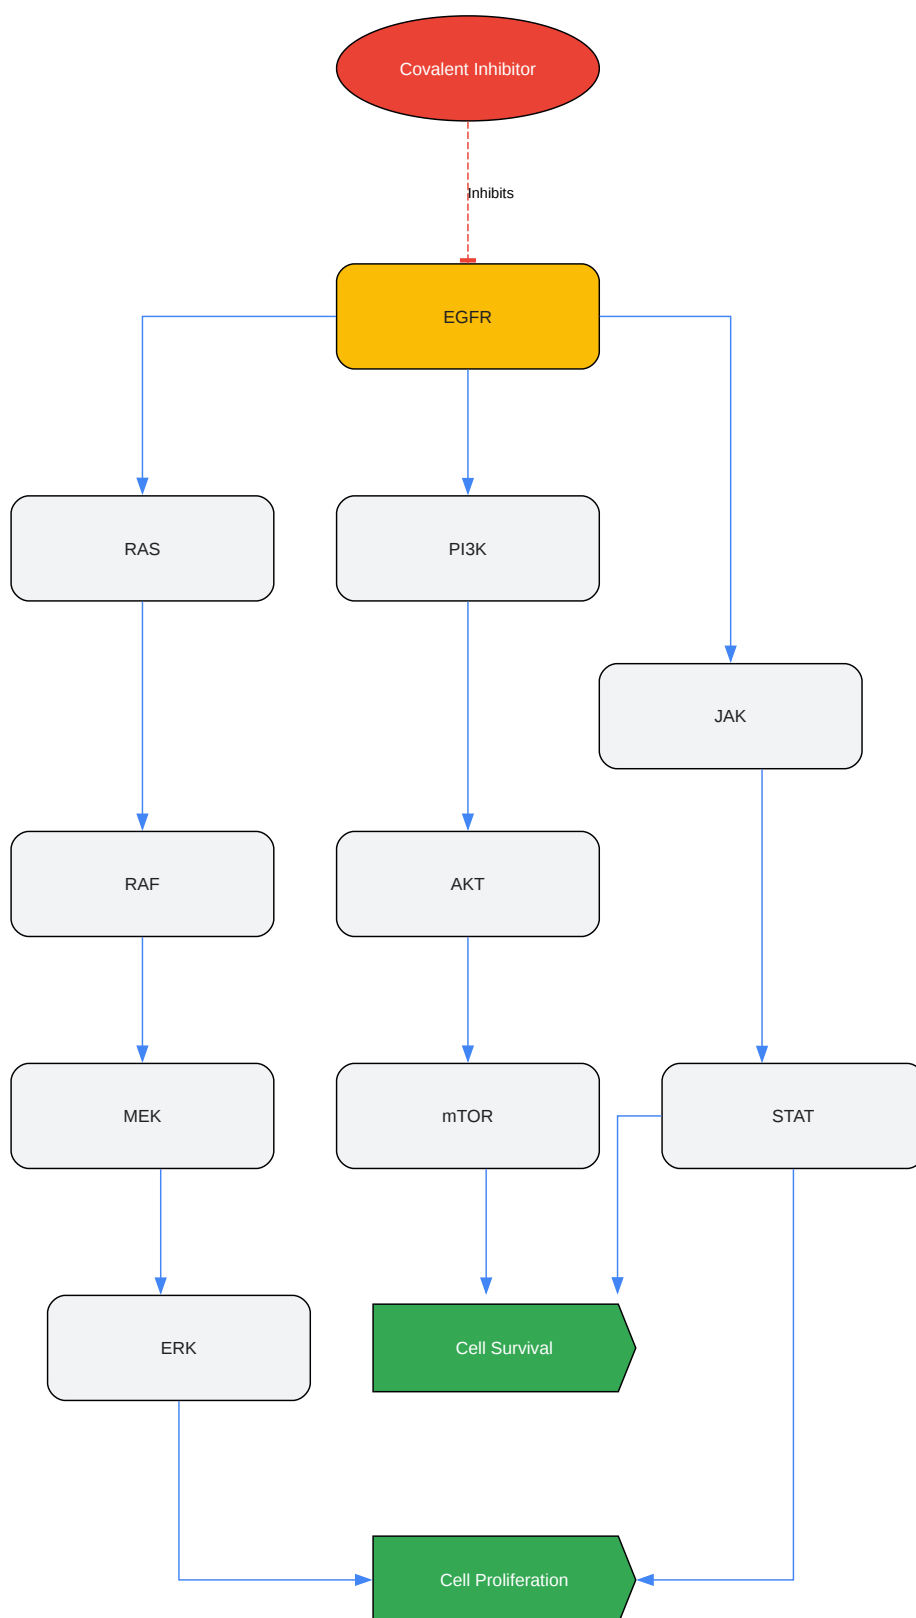 Covalent Inhibitor
Inhibits
EGFR
RAS
PI3K
JAK
RAF
AKT
MEK
mTOR
STAT
ERK
Cell Survival
Cell Proliferation